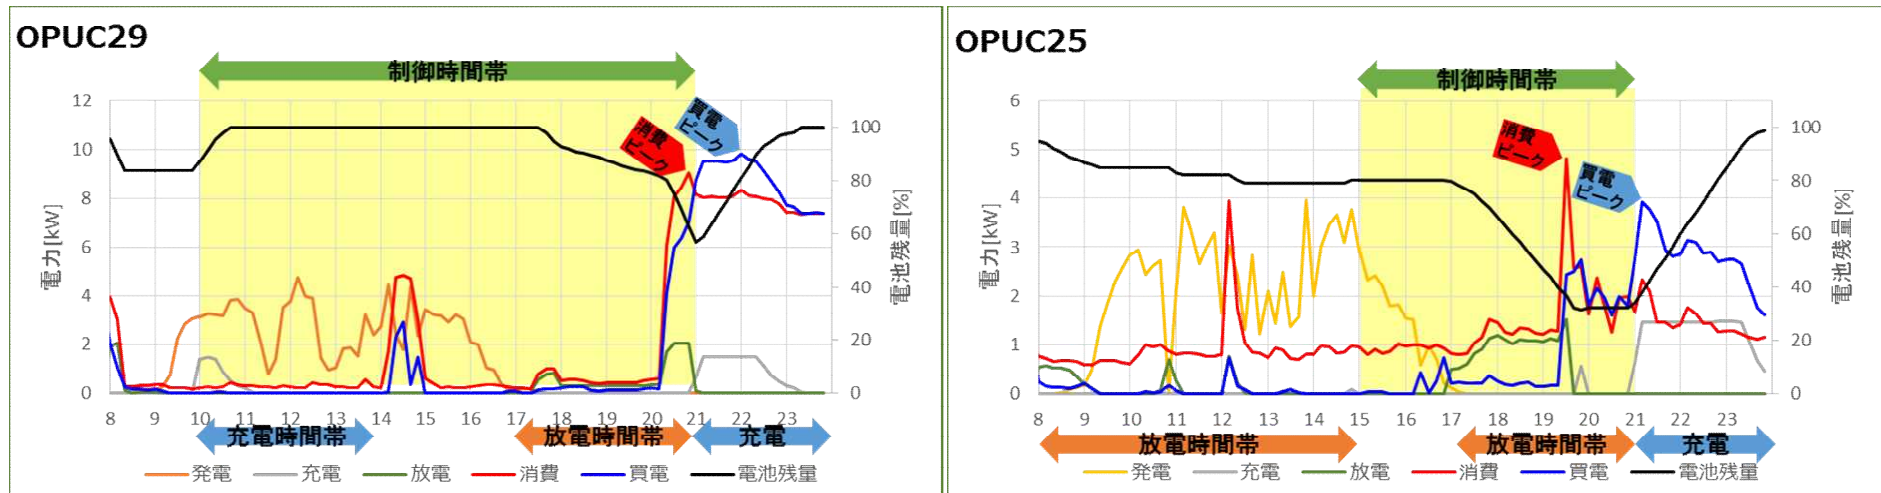 OPUC29
制御時間帯
買電
ピーク
消費
ピーク
12
10
8
6
4
2
0
電力[kW]
100
80
60
40
20
0
電池残量[%]
8 9 10 11 12 13 14 15 16 17 18 19 20 21 22 23
充電時間帯
放電時間帯
充電
発電 充電 放電 消費 買電 電池残量
OPUC25
制御時間帯
消費
ピーク
買電
ピーク
6
5
4
3
2
1
0
電力[kW]
100
80
60
40
20
0
電池残量[%]
8 9 10 11 12 13 14 15 16 17 18 19 20 21 22 23
放電時間帯
放電時間帯
充電
発電 充電 放電 消費 買電 電池残量